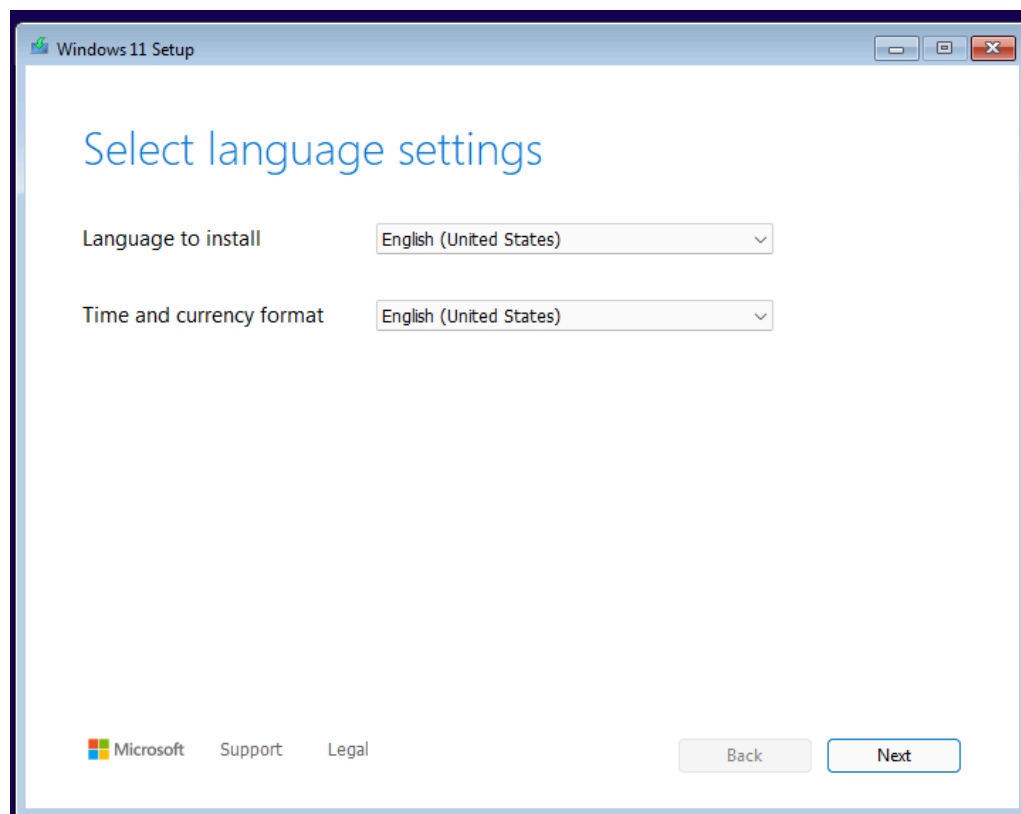 Windows 11 Setup
Select language settings
Language to install English (United States)
Time and currency format English (United States)
Microsoft Support Legal Back Next